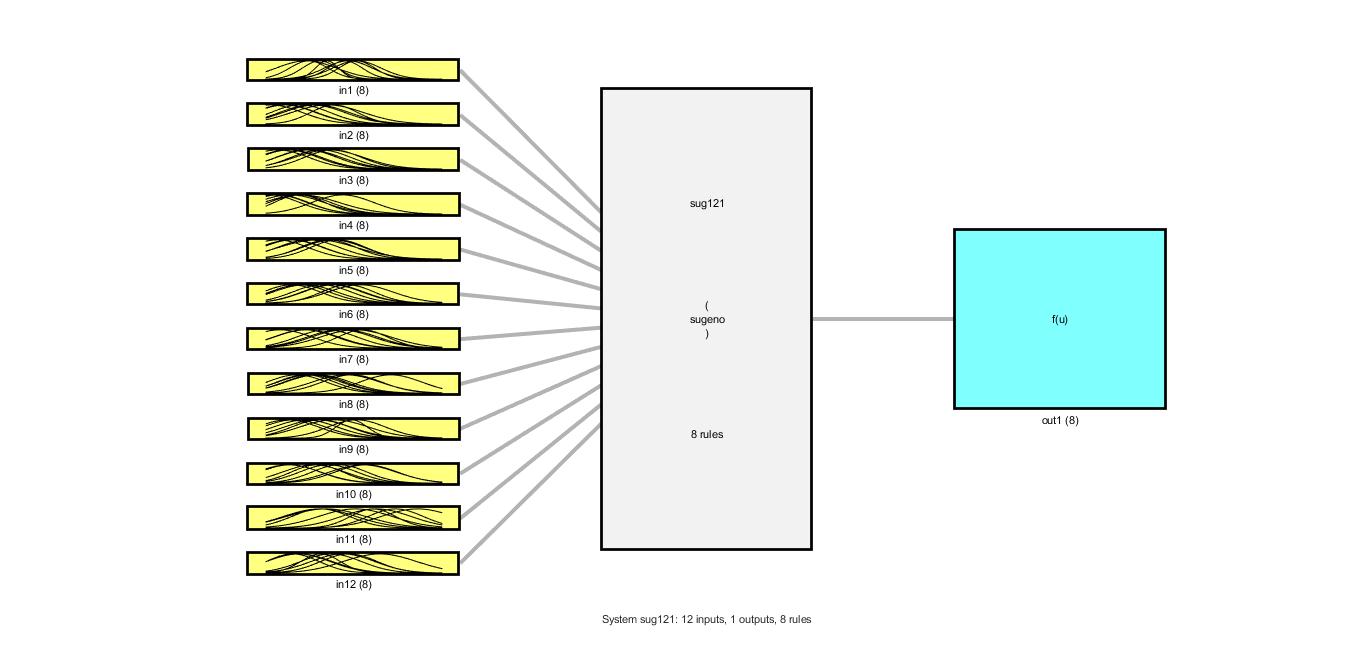 in1 (8)
in2 (8)
in3 (8)
in4 (8)
in5 (8)
in6 (8)
in7 (8)
in8 (8)
in9 (8)
in10 (8)
in11 (8)
in12 (8)
sug121
(
sugeno
)
8 rules
f(u)
out1 (8)
System sug121: 12 inputs, 1 outputs, 8 rules